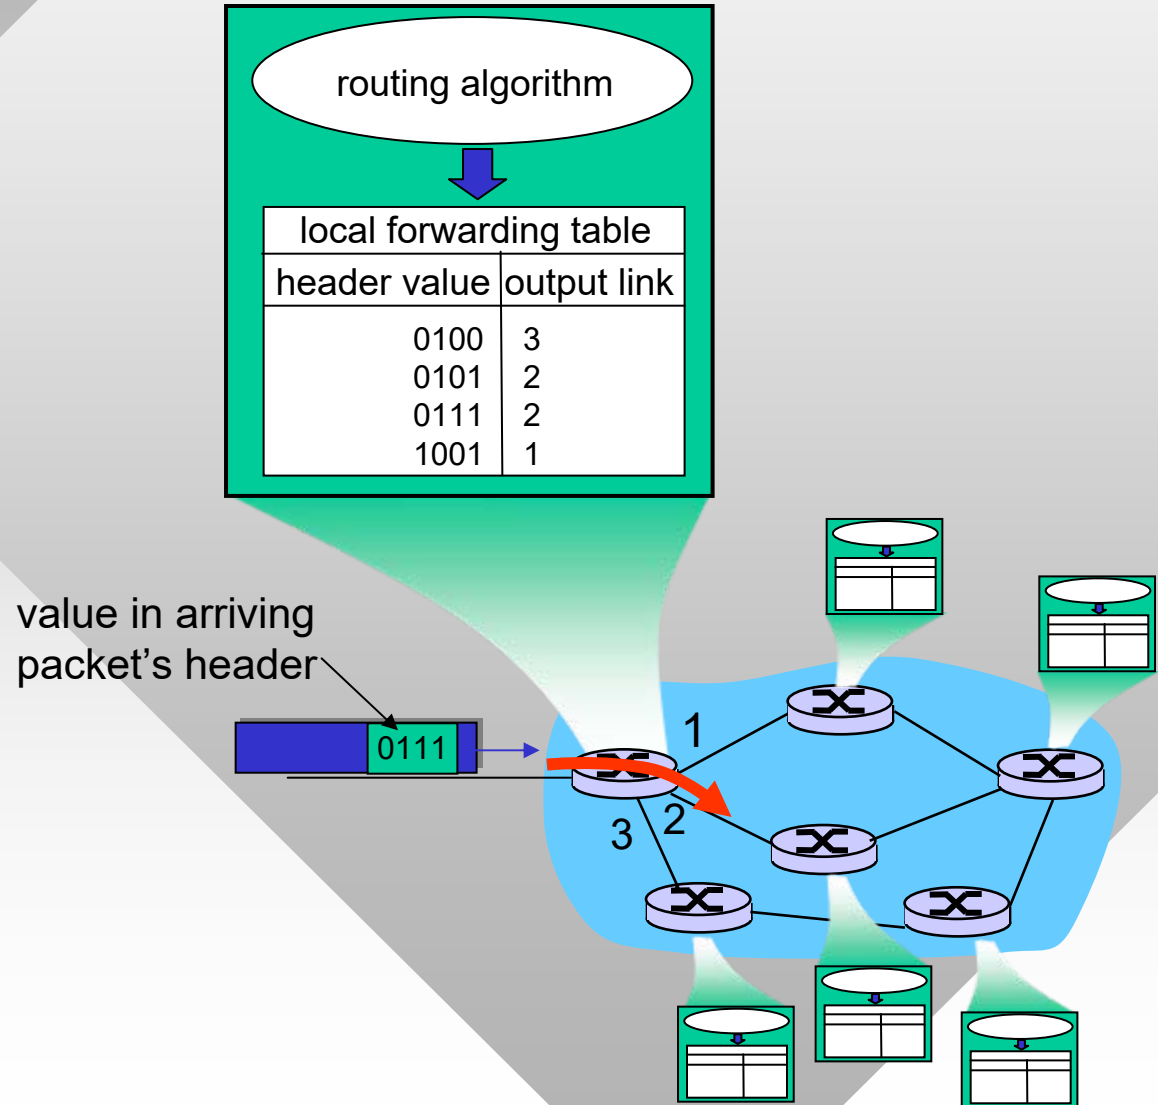 routing algorithm
local forwarding table
header value output link
0100 3
0101 2
0111 2
1001 1
value in arriving
packet’s header
0111
1
2
3